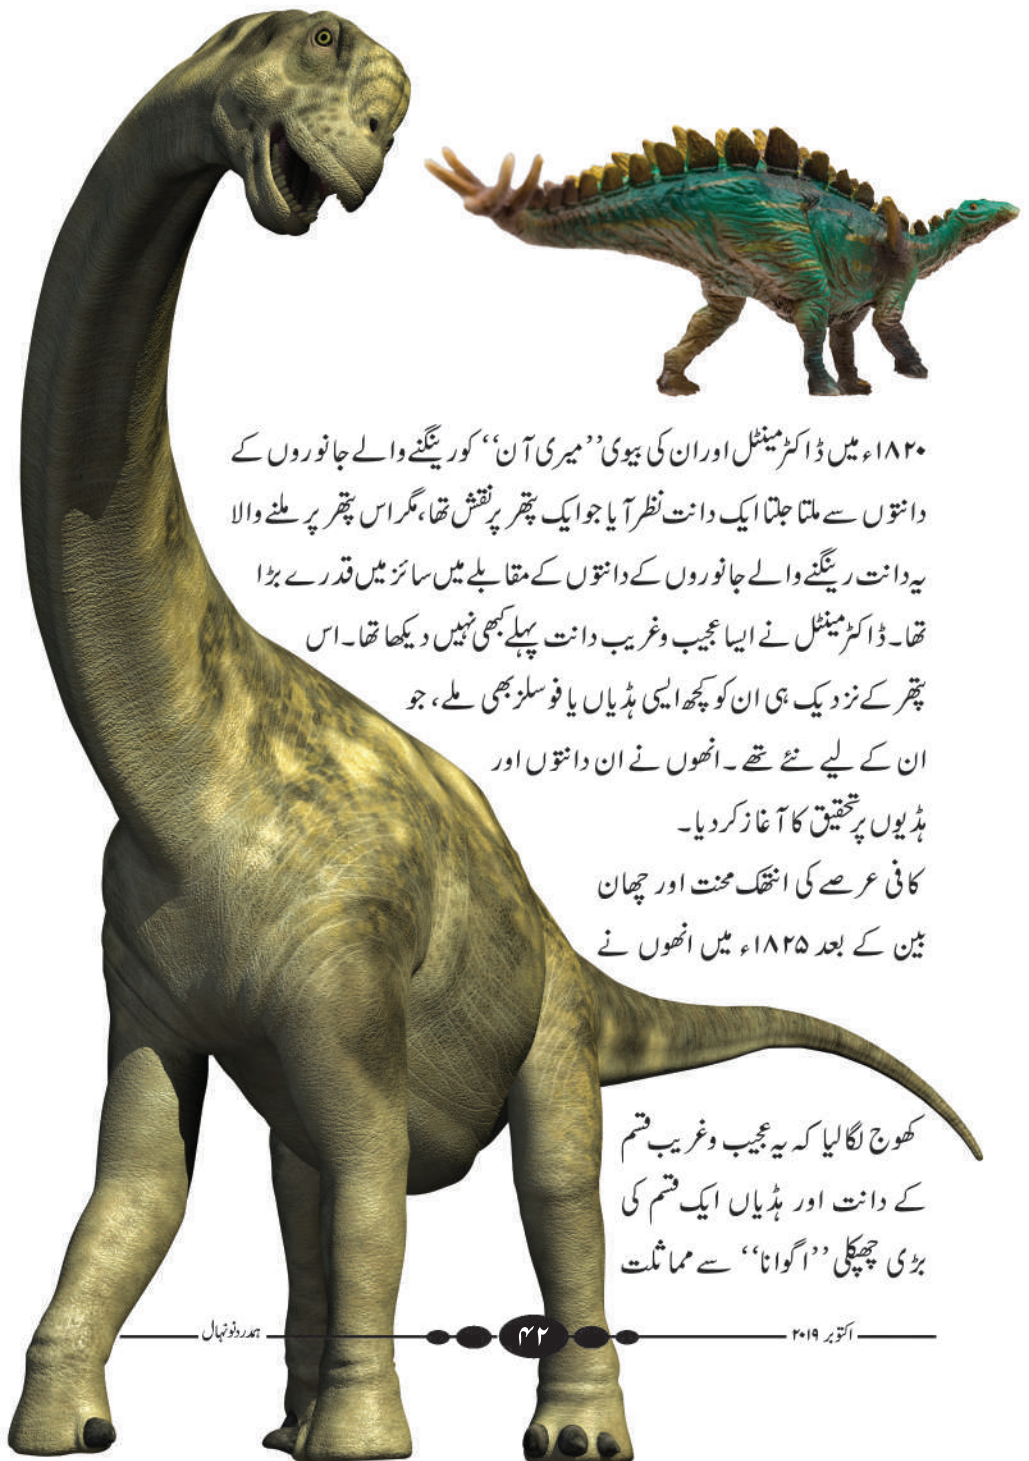 ۱۸۲۰ء میں ڈاکٹر مینٹل اور ان کی بیوی ’’میری آن‘‘ کو رینگنے والے جانوروں کے
دانتوں سے ملتا جلتا ایک دانت نظر آیا جو ایک پتھر پر نقش تھا، مگر اس پتھر پر ملنے والا
یہ دانت رینگنے والے جانوروں کے دانتوں کے مقابلے میں سائز میں قدرے بڑا
تھا۔ ڈاکٹر مینٹل نے ایسا عجیب و غریب دانت پہلے کبھی نہیں دیکھا تھا۔ اس
پتھر کے نزدیک ہی ان کو کچھ ایسی ہڈیاں یا فوسلز بھی ملے، جو
ان کے لیے نئے تھے۔ انھوں نے ان دانتوں اور
ہڈیوں پر تحقیق کا آغاز کر دیا۔
کافی عرصے کی انتھک محنت اور چھان
بین کے بعد ۱۸۲۵ء میں انھوں نے
کھوج لگا لیا کہ یہ عجیب و غریب قسم
کے دانت اور ہڈیاں ایک قسم کی
بڑی چھپکلی ’’اگوانا‘‘ سے مماثلت
اکتوبر ۲۰۱۹ ۴۲ ہمدرد نونہال